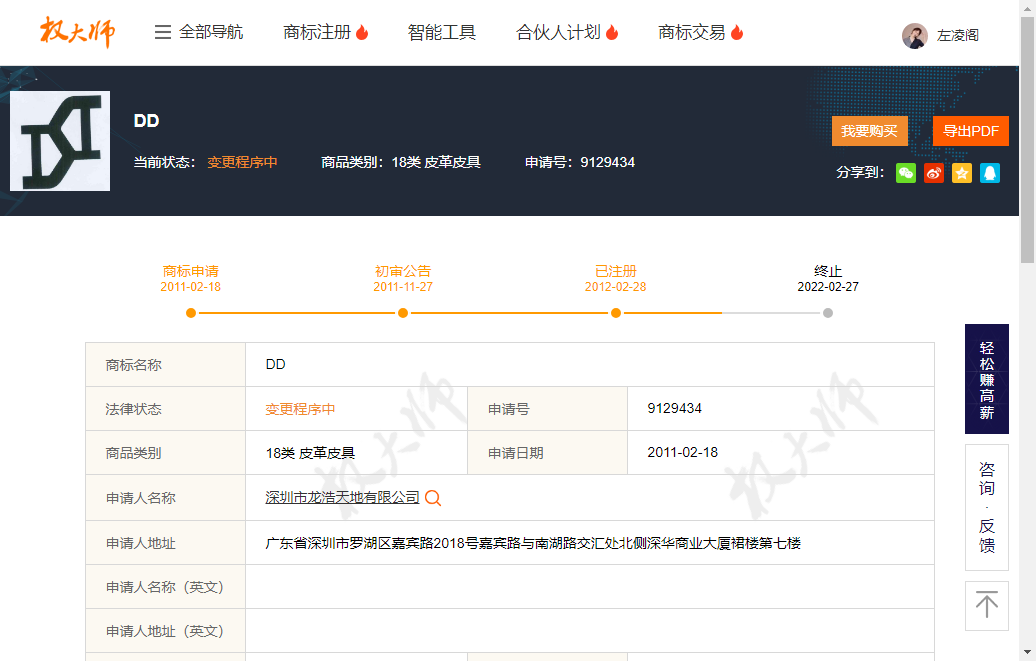 权大师
全部导航 商标注册 智能工具 合伙人计划 商标交易 左凌阁
DD
我要购买 导出PDF
当前状态： 变更程序中 商品类别：18类 皮革皮具 申请号：9129434
分享到：
商标申请 初审公告 已注册 终止
2011-02-18 2011-11-27 2012-02-28 2022-02-27
商标名称 DD
法律状态 变更程序中 申请号 9129434
商品类别 18类 皮革皮具 申请日期 2011-02-18
申请人名称 深圳市龙浩天地有限公司
申请人地址 广东省深圳市罗湖区嘉宾路2018号嘉宾路与南湖路交汇处北侧深华商业大厦裙楼第七楼
申请人名称（英文）
申请人地址（英文）
权大师
权大师
轻松赚高薪
咨询·反馈